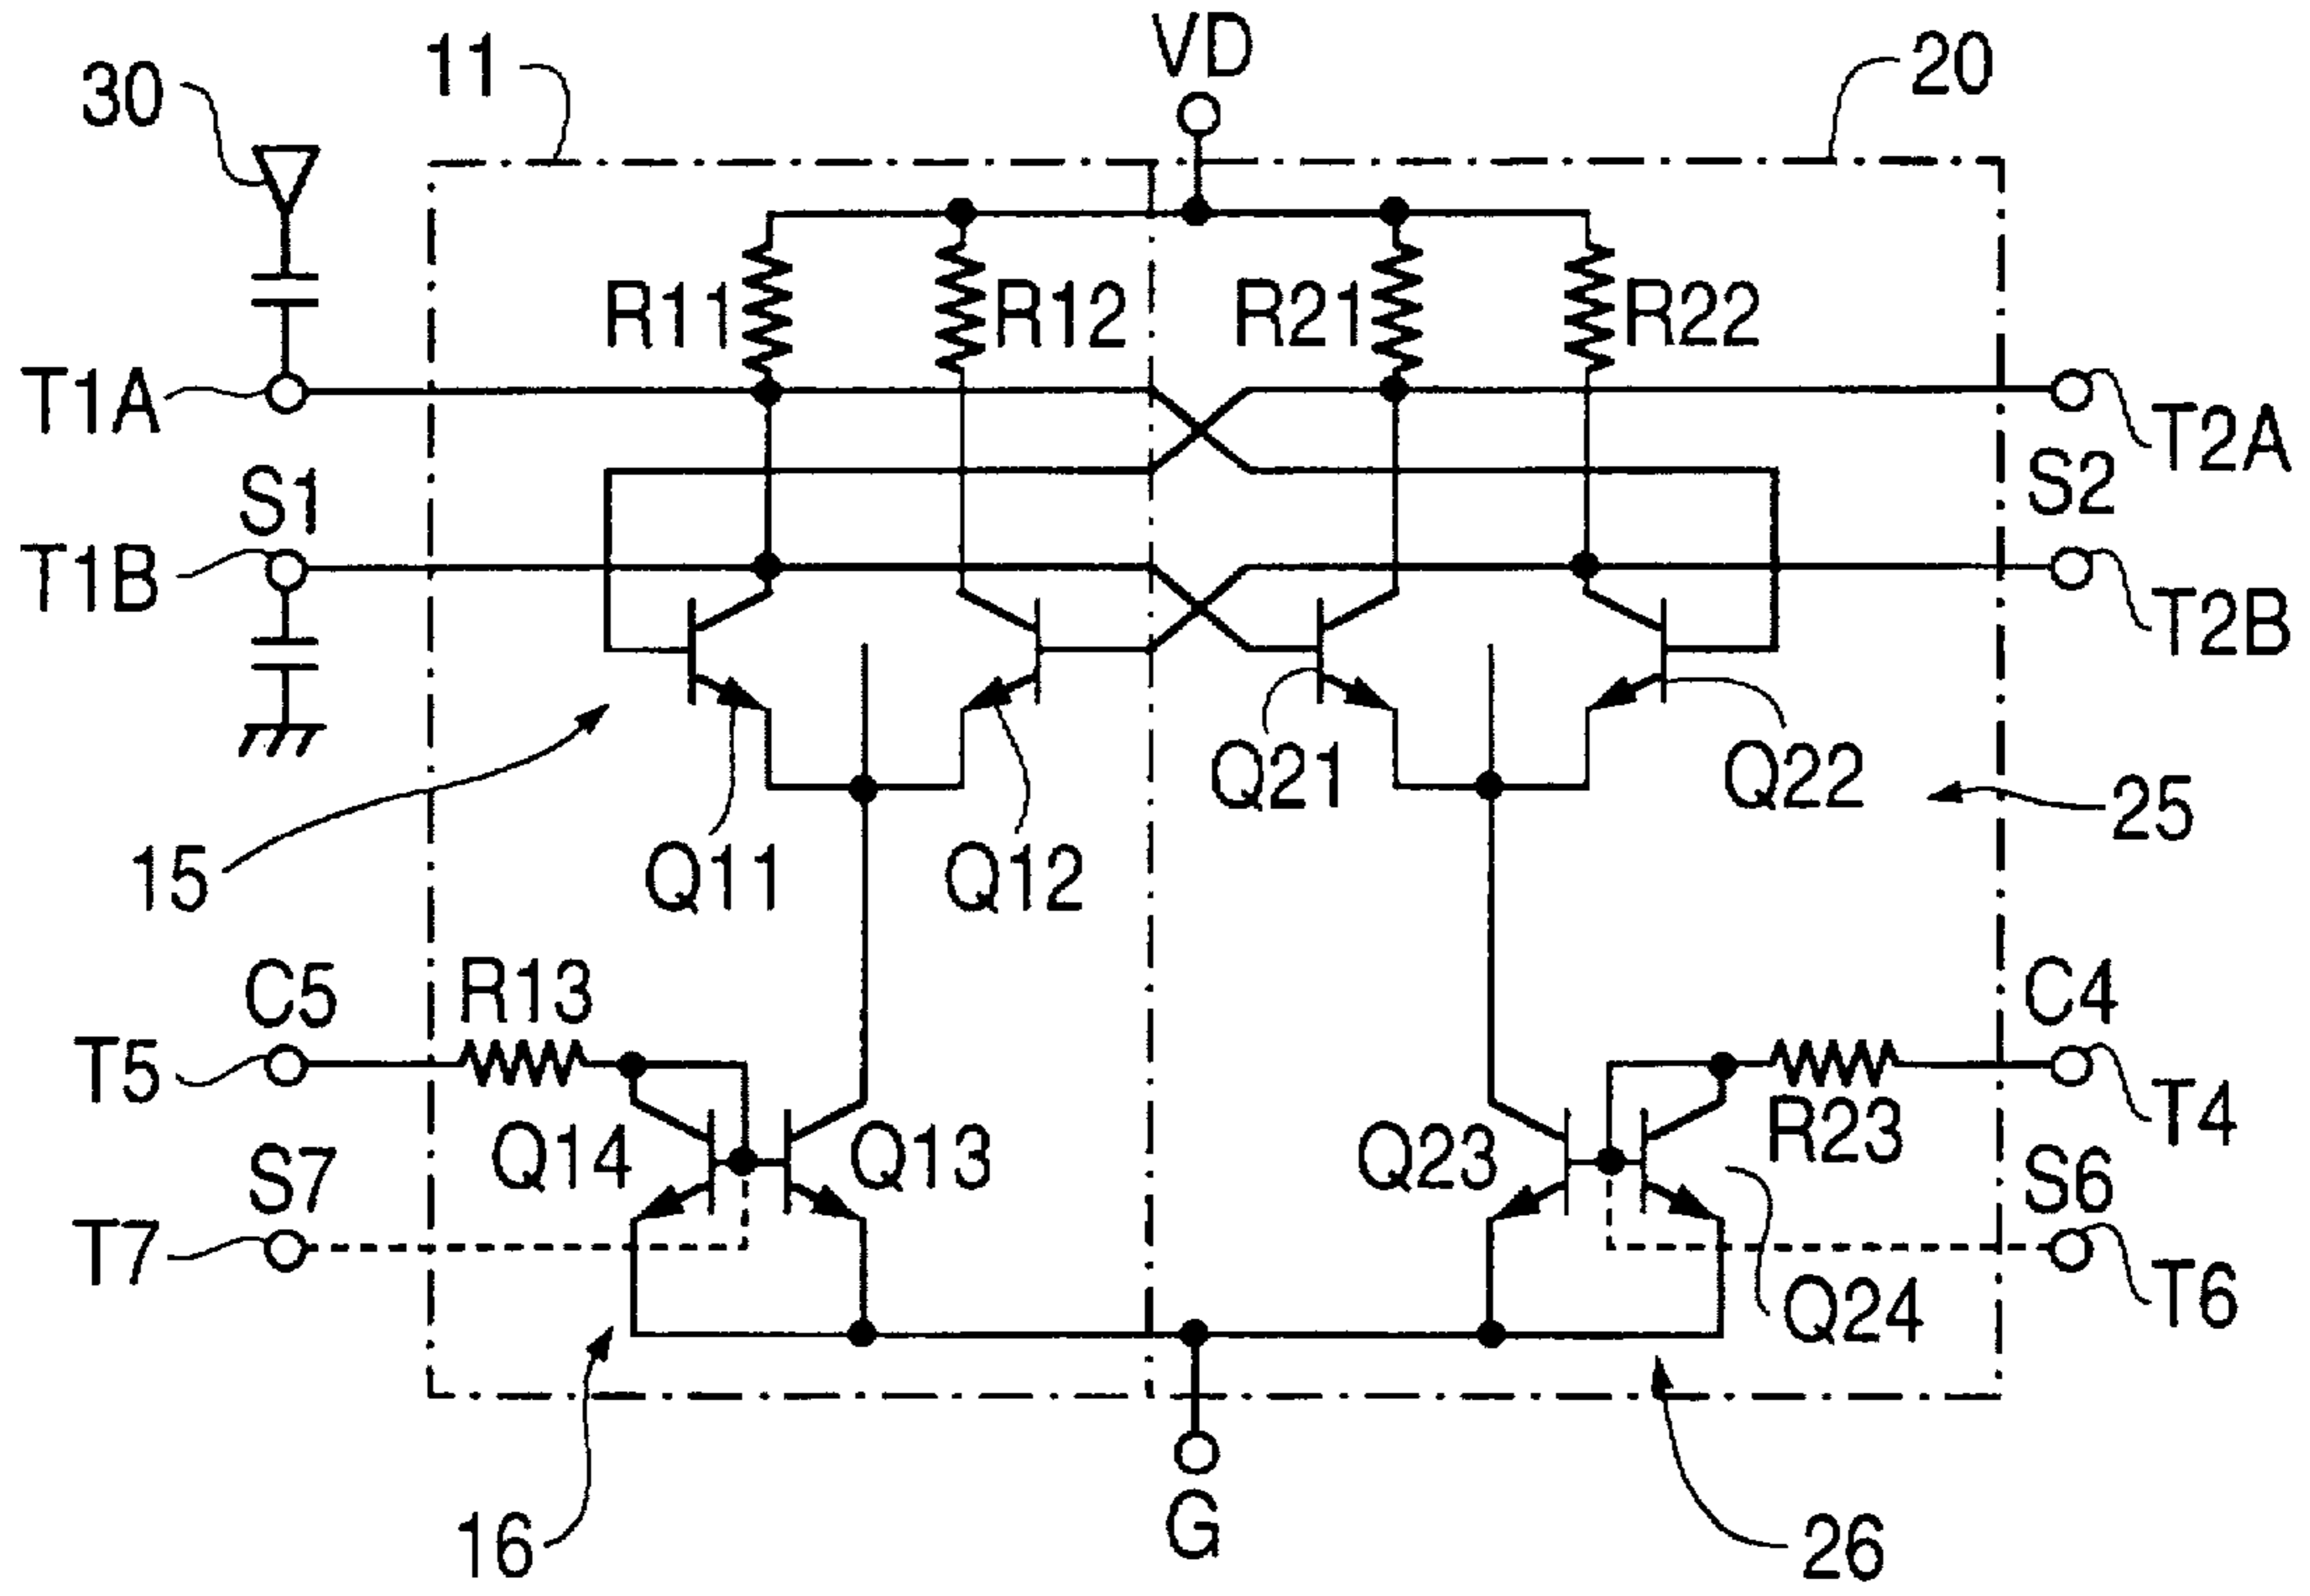 VD
11
20
30
R11
R12
R21
R22
T1A
T2A
S1
S2
T1B
T2B
Q21
Q22
15
Q11
Q12
25
C5
R13
C4
T5
T4
Q14
Q13
Q23
R23
S7
S6
T7
T6
Q24
16
G
26